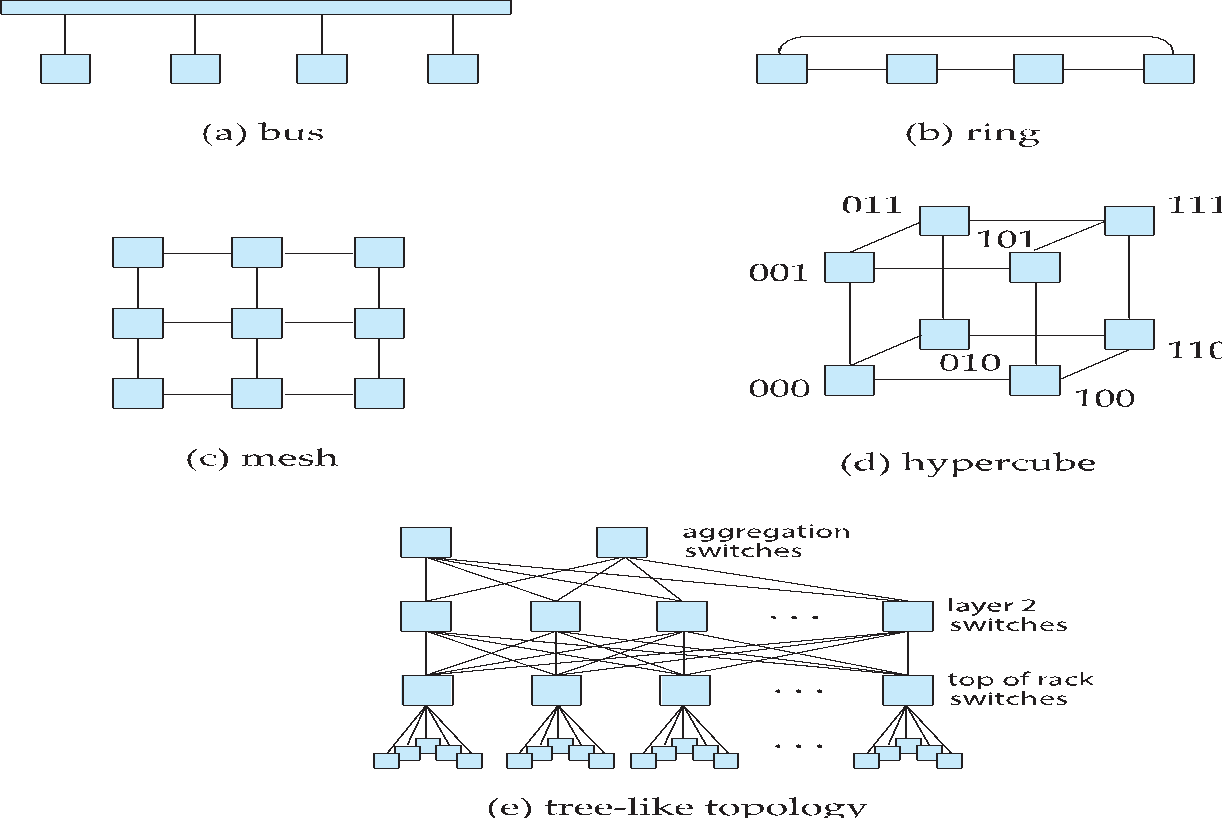 (a) bus
(b) ring
011
111
101
001
010
110
000
100
(c) mesh
(d) hypercube
aggregation
switches
layer 2
switches
. . .
top of rack
switches
. . .
. . .
(e) tree-like topology